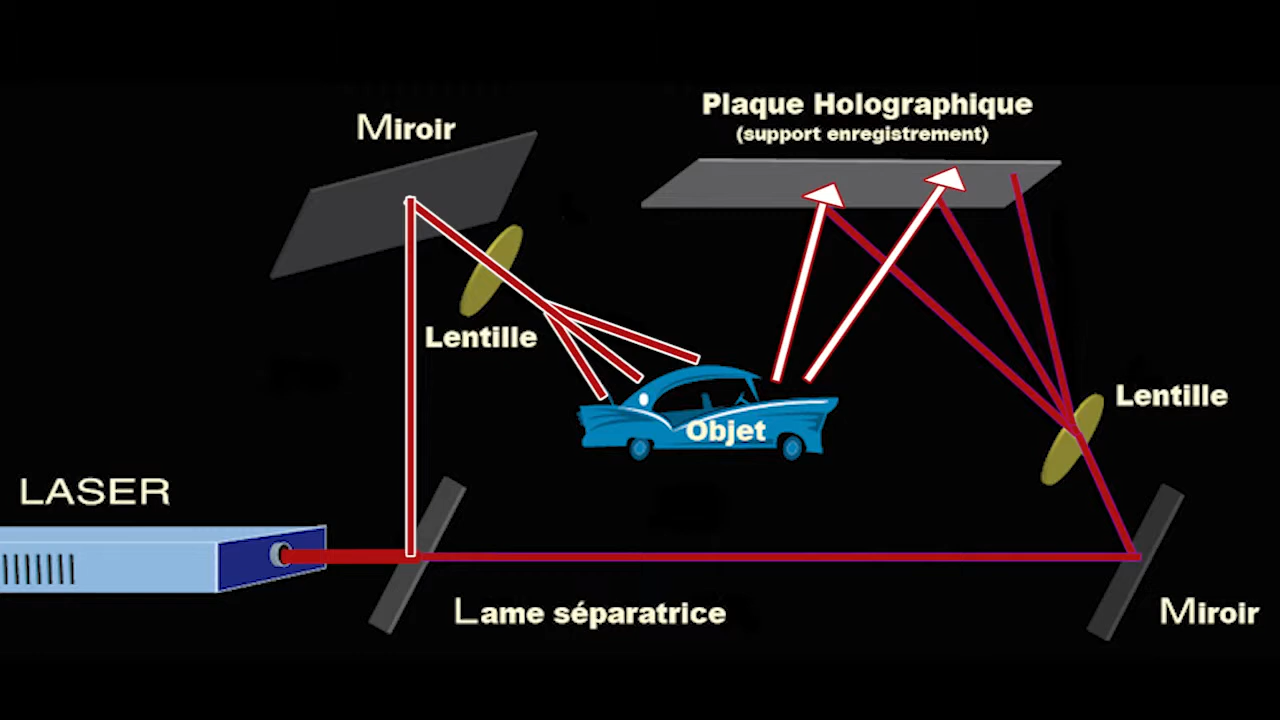 Plaque Holographique
(support enregistrement)
Miroir
Lentille
Lentille
Objet
LASER
Lame séparatrice
Miroir